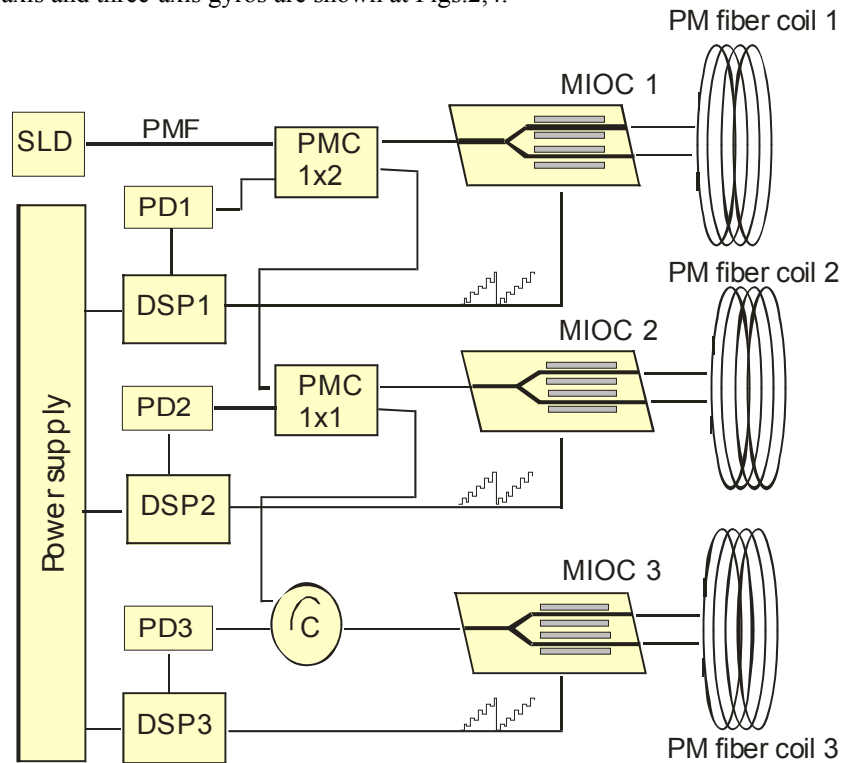 axis and three-axis gyros are shown at Figs.2,4.
PM fiber coil 1
MIOC 1
SLD
PMF
PMC
1x2
PD1
DSP1
PM fiber coil 2
MIOC 2
PMC
1x1
PD2
DSP2
Power supply
MIOC 3
PD3
C
DSP3
PM fiber coil 3